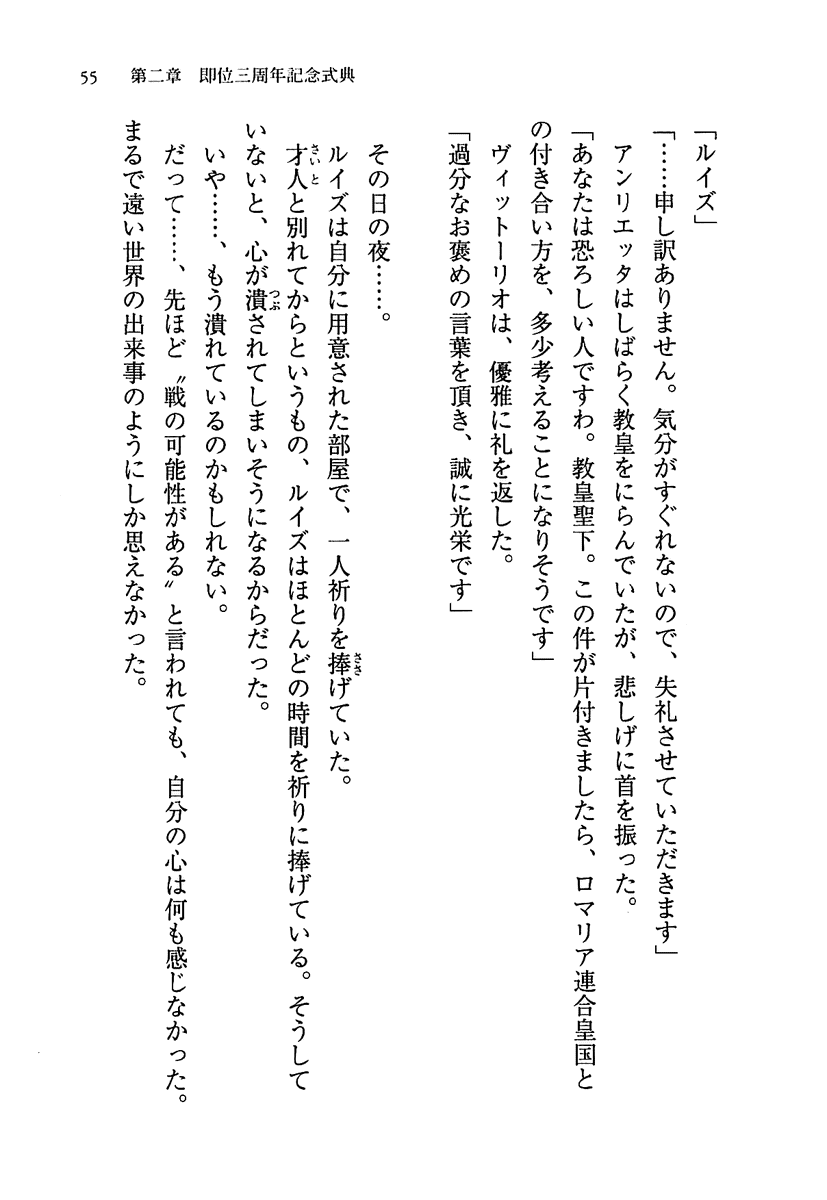 55　第二章　即位三周年記念式典
「ルイズ」
「……申し訳ありません。気分がすぐれないので、失礼させていただきます」
アンリエッタはしばらく教皇をにらんでいたが、悲しげに首を振った。
「あなたは恐ろしい人ですわ。教皇聖下。この件が片付きましたら、ロマリア連合皇国と
の付き合い方を、多少考えることになりそうです」
ヴィットーリオは、優雅に礼を返した。
「過分なお褒めの言葉を頂き、誠に光栄です」
その日の夜……。
ルイズは自分に用意された部屋で、一人祈りを捧げていた。
才人と別れてからというもの、ルイズはほとんどの時間を祈りに捧げている。そうして
いないと、心が潰されてしまいそうになるからだった。
いや……、もう潰れているのかもしれない。
だって……、先ほど〝戦の可能性がある〟と言われても、自分の心は何も感じなかった。
まるで遠い世界の出来事のようにしか思えなかった。